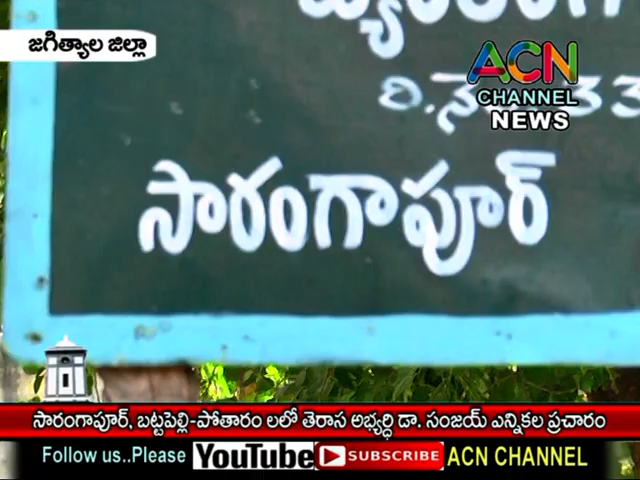 జగిత్యాల జిల్లా
ACN
CHANNEL
NEWS
సారంగాపూర్
సారంగాపూర్, బట్టపెల్లి-పోతారం లలో తెరాస అభ్యర్థి డా. సంజయ్ ఎన్నికల ప్రచారం
Follow us..Please YouTube SUBSCRIBE ACN CHANNEL